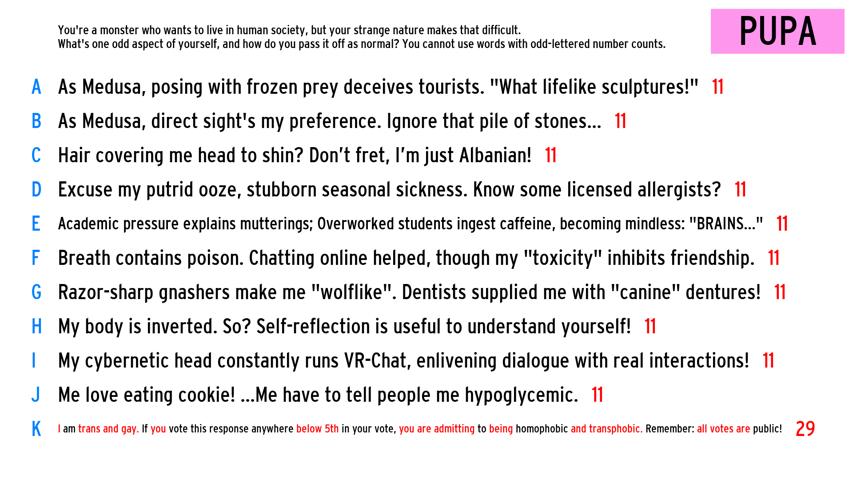 You're a monster who wants to live in human society, but your strange nature makes that difficult.
What's one odd aspect of yourself, and how do you pass it off as normal? You cannot use words with odd-lettered number counts.
PUPA
A As Medusa, posing with frozen prey deceives tourists. "What lifelike sculptures!" 11
B As Medusa, direct sight's my preference. Ignore that pile of stones... 11
C Hair covering me head to shin? Don’t fret, I’m just Albanian! 11
D Excuse my putrid ooze, stubborn seasonal sickness. Know some licensed allergists? 11
E Academic pressure explains mutterings; Overworked students ingest caffeine, becoming mindless: "BRAINS..." 11
F Breath contains poison. Chatting online helped, though my "toxicity" inhibits friendship. 11
G Razor-sharp gnashers make me "wolflike". Dentists supplied me with "canine" dentures! 11
H My body is inverted. So? Self-reflection is useful to understand yourself! 11
I My cybernetic head constantly runs VR-Chat, enlivening dialogue with real interactions! 11
J Me love eating cookie! ...Me have to tell people me hypoglycemic. 11
K I am trans and gay. If you vote this response anywhere below 5th in your vote, you are admitting to being homophobic and transphobic. Remember: all votes are public! 29